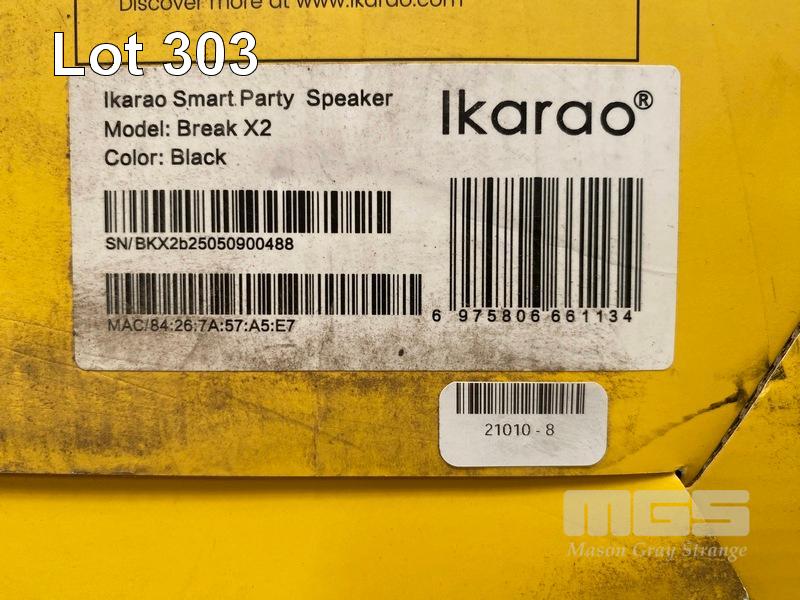 Discover more at www.ikarao.com
Lot 303
Ikarao Smart Party Speaker
Model: Break X2
Color: Black
Ikarao®
SN/BKX2b25050900488
MAC/84:26:7A:57:A5:E7
6 975806 661134
21010 - 8
MGS
Mason Gray Strange